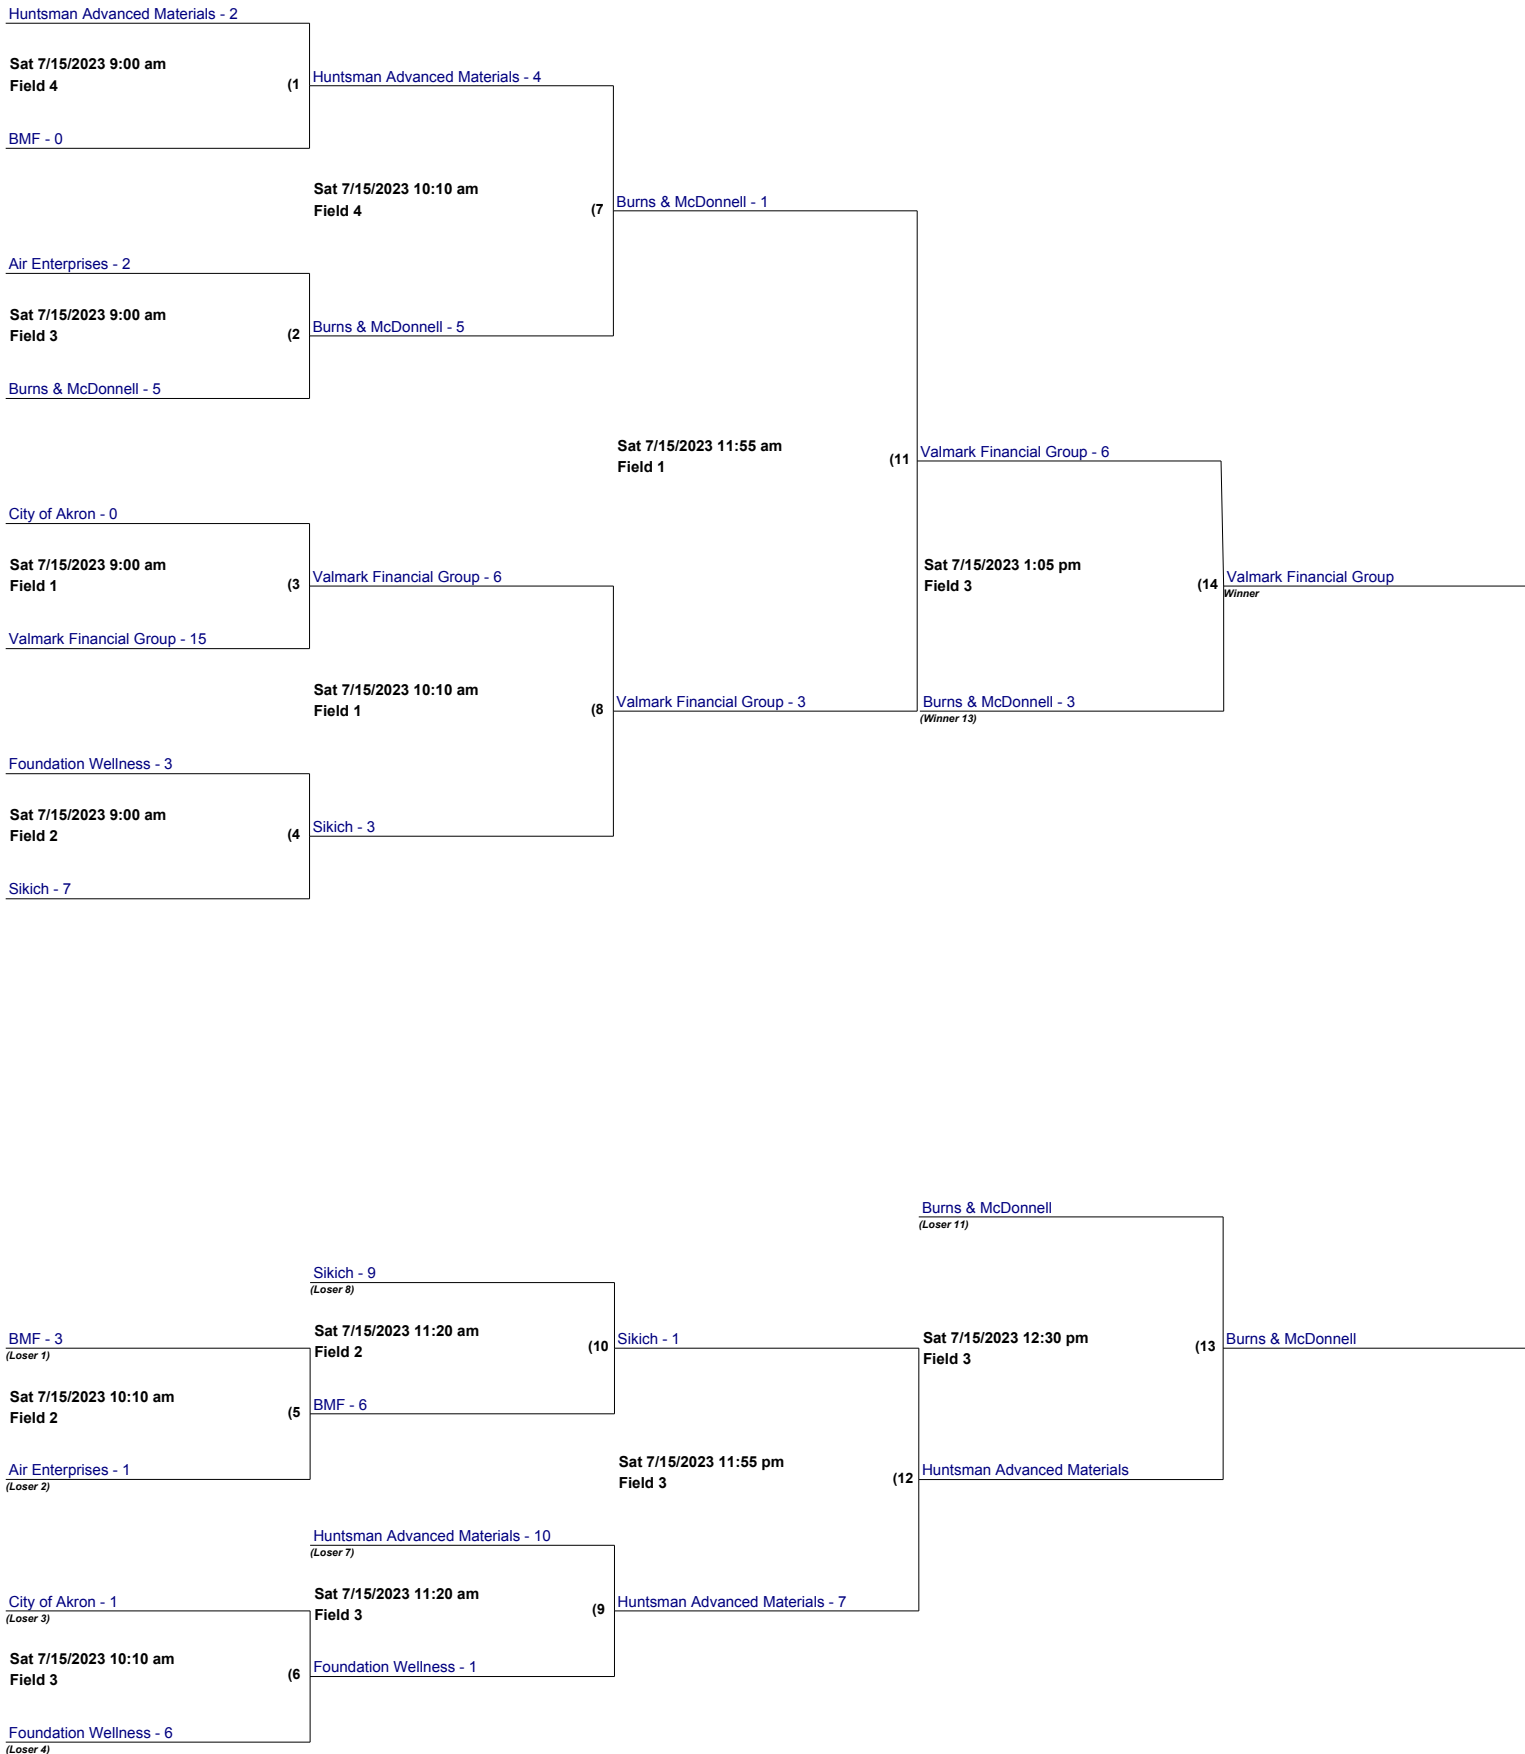 Huntsman Advanced Materials - 2
Sat 7/15/2023 9:00 am
Field 4
(1
Huntsman Advanced Materials - 4
BMF - 0
Sat 7/15/2023 10:10 am
Field 4
(7
Burns & McDonnell - 1
Air Enterprises - 2
Sat 7/15/2023 9:00 am
Field 3
(2
Burns & McDonnell - 5
Burns & McDonnell - 5
Sat 7/15/2023 11:55 am
Field 1
(11
Valmark Financial Group - 6
City of Akron - 0
Sat 7/15/2023 9:00 am
Field 1
(3
Valmark Financial Group - 6
Sat 7/15/2023 1:05 pm
Field 3
(14
Valmark Financial Group
Winner
Valmark Financial Group - 15
Sat 7/15/2023 10:10 am
Field 1
(8
Valmark Financial Group - 3
Burns & McDonnell - 3
(Winner 13)
Foundation Wellness - 3
Sat 7/15/2023 9:00 am
Field 2
(4
Sikich - 3
Sikich - 7
Burns & McDonnell
(Loser 11)
Sikich - 9
(Loser 8)
BMF - 3
(Loser 1)
Sat 7/15/2023 11:20 am
Field 2
(10
Sikich - 1
Sat 7/15/2023 12:30 pm
Field 3
(13
Burns & McDonnell
Sat 7/15/2023 10:10 am
Field 2
(5
BMF - 6
Air Enterprises - 1
(Loser 2)
Sat 7/15/2023 11:55 pm
Field 3
(12
Huntsman Advanced Materials
Huntsman Advanced Materials - 10
(Loser 7)
City of Akron - 1
(Loser 3)
Sat 7/15/2023 11:20 am
Field 3
(9
Huntsman Advanced Materials - 7
Sat 7/15/2023 10:10 am
Field 3
(6
Foundation Wellness - 1
Foundation Wellness - 6
(Loser 4)